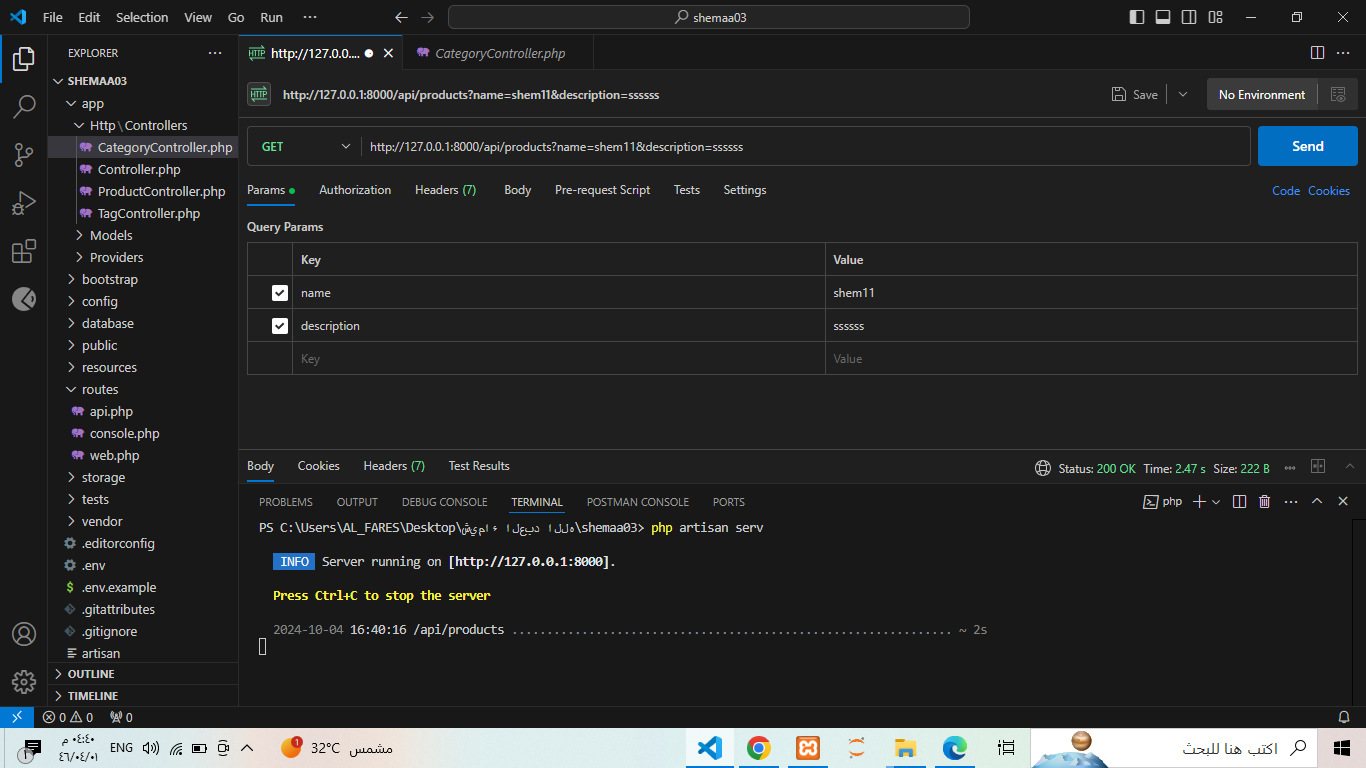 File Edit Selection View Go Run ··· shemaa03
EXPLORER ···
http://127.0.0.... CategoryController.php ···
SHEMAA03
app
Http\Controllers
CategoryController.php
Controller.php
ProductController.php
TagController.php
Models
Providers
bootstrap
config
database
public
resources
routes
api.php
console.php
web.php
storage
tests
vendor
.editorconfig
.env
$ .env.example
.gitattributes
.gitignore
artisan
OUTLINE
TIMELINE
HTTP http://127.0.0.1:8000/api/products?name=shem11&description=ssssss Save No Environment
GET http://127.0.0.1:8000/api/products?name=shem11&description=ssssss Send
Params Authorization Headers (7) Body Pre-request Script Tests Settings Code Cookies
Query Params
Key Value
name shem11
description ssssss
Key Value
Body Cookies Headers (7) Test Results Status: 200 OK Time: 2.47 s Size: 222 B
PROBLEMS OUTPUT DEBUG CONSOLE TERMINAL POSTMAN CONSOLE PORTS php
PS C:\Users\AL_FARES\Desktop\شيماء العبد الله\shemaa03> php artisan serv
INFO Server running on [http://127.0.0.1:8000].
Press Ctrl+C to stop the server
2024-10-04 16:40:16 /api/products .............................................................. ~ 2s
0 0 0
1 ٠٤:٤٠ م ENG 1 32°C مشمس اكتب هنا للبحث
٤٦/٠٤/٠١